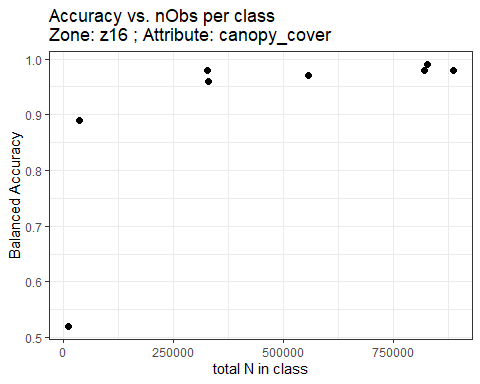 Accuracy vs. nObs per class
Zone: z16 ; Attribute: canopy_cover
1.0
0.9
0.8
0.7
0.6
0.5
Balanced Accuracy
0 250000 500000 750000
total N in class